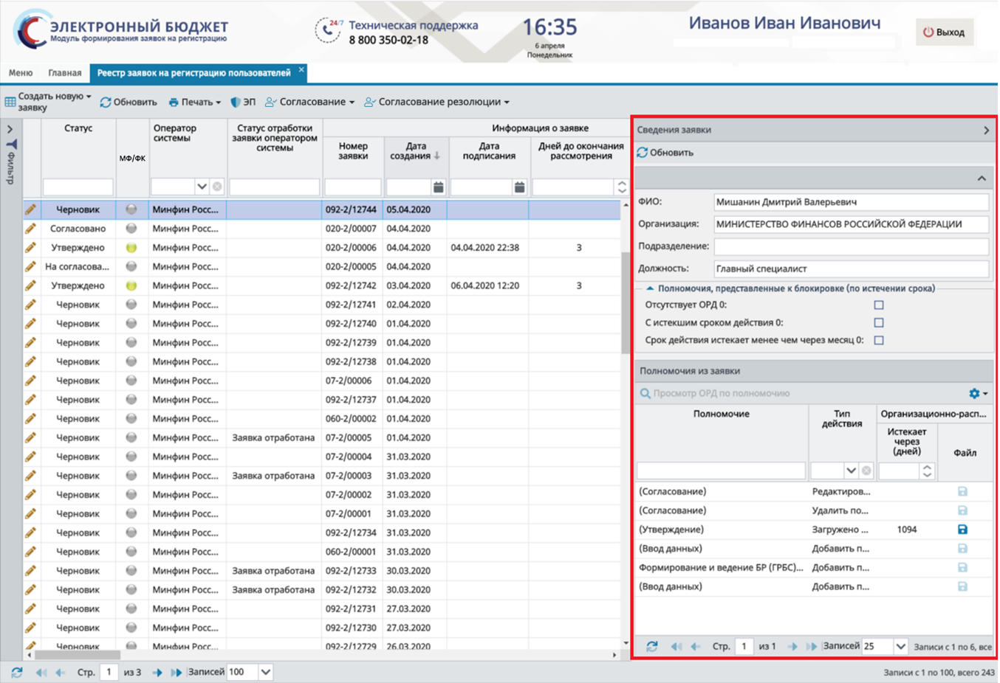 ЭЛЕКТРОННЫЙ БЮДЖЕТ
Модуль формирования заявок на регистрацию
24/7
Техническая поддержка
8 800 350-02-18
16:35
6 апреля
Понедельник
Иванов Иван Иванович
Выход
Меню
Главная
Реестр заявок на регистрацию пользователей
Создать новую заявку
Обновить
Печать
ЭП
Согласование
Согласование резолюции
Фильтр
Статус
МФ/ФК
Оператор системы
Статус отработки заявки оператором системы
Информация о заявке
Номер заявки
Дата создания
Дата подписания
Дней до окончания рассмотрения
Черновик Минфин Росс... 092-2/12744 05.04.2020
Согласовано Минфин Росс... 020-2/00007 04.04.2020
Утверждено Минфин Росс... 020-2/00006 04.04.2020 04.04.2020 22:38 3
На согласова... Минфин Росс... 020-2/00005 04.04.2020
Утверждено Минфин Росс... 092-2/12742 03.04.2020 06.04.2020 12:20 3
Черновик Минфин Росс... 092-2/12741 02.04.2020
Черновик Минфин Росс... 092-2/12740 01.04.2020
Черновик Минфин Росс... 092-2/12739 01.04.2020
Черновик Минфин Росс... 092-2/12738 01.04.2020
Черновик Минфин Росс... 07-2/00006 01.04.2020
Черновик Минфин Росс... 092-2/12737 01.04.2020
Черновик Минфин Росс... 060-2/00002 01.04.2020
Черновик Минфин Росс... Заявка отработана 07-2/00005 01.04.2020
Черновик Минфин Росс... 07-2/00004 31.03.2020
Черновик Минфин Росс... Заявка отработана 07-2/00003 31.03.2020
Черновик Минфин Росс... 07-2/00002 31.03.2020
Черновик Минфин Росс... 07-2/00001 31.03.2020
Черновик Минфин Росс... 092-2/12734 31.03.2020
Черновик Минфин Росс... 060-2/00001 31.03.2020
Черновик Минфин Росс... Заявка отработана 092-2/12733 30.03.2020
Черновик Минфин Росс... Заявка отработана 092-2/12732 30.03.2020
Черновик Минфин Росс... 092-2/12731 27.03.2020
Черновик Минфин Росс... 092-2/12730 27.03.2020
Черновик Минфин Росс... 092-2/12729 26.03.2020
Стр. 1 из 3 Записей 100
Сведения заявки
Обновить
ФИО: Мишанин Дмитрий Валерьевич
Организация: МИНИСТЕРСТВО ФИНАНСОВ РОССИЙСКОЙ ФЕДЕРАЦИИ
Подразделение:
Должность: Главный специалист
Полномочия, представленные к блокировке (по истечении срока)
Отсутствует ОРД 0:
С истекшим сроком действия 0:
Срок действия истекает менее чем через месяц 0:
Полномочия из заявки
Просмотр ОРД по полномочию
Полномочие
Тип действия
Организационно-расп...
Истекает через (дней)
Файл
(Согласование) Редактиров...
(Согласование) Удалить по...
(Утверждение) Загружено ... 1094
(Ввод данных) Добавить п...
Формирование и ведение БР (ГРБС)... Добавить п...
(Ввод данных) Добавить п...
Стр. 1 из 1 Записей 25 Записи с 1 по 6, все
Записи с 1 по 100, всего 243